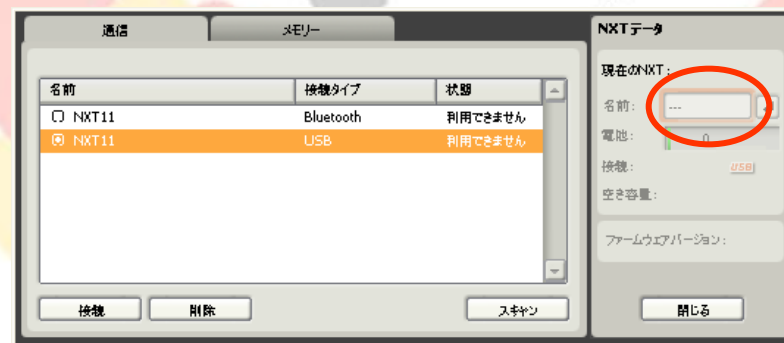 通信 メモリー
名前 接続タイプ 状態
NXT11 Bluetooth 利用できません
NXT11 USB 利用できません
接続 削除 スキャン
NXTデータ
現在のNXT:
名前: ---
電池: 0
接続: USB
空き容量:
ファームウェアバージョン:
閉じる